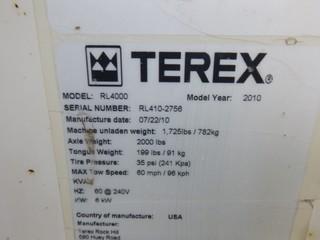 TEREX®
MODEL: RL4000 Model Year: 2010
SERIAL NUMBER: RL410-2756
Manufacture date: 07/22/10
Machine unladen weight: 1,725lbs / 782kg
Axle Weight: 2000 lbs
Tongue Weight: 199 lbs / 91 kg
Tire Pressure: 35 psi (241 Kpa)
MAX Tow Speed: 60 mph / 96 kph
KVA:
HZ: 60 @ 240V
KW: 6 kW
Country of manufacture: USA
Manufacturer:
Terex Rock Hill
590 Huey Road